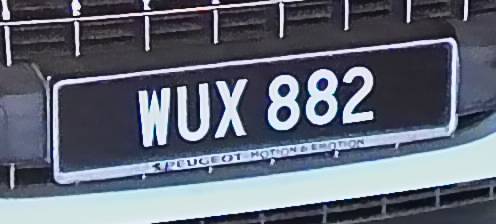 WUX 882
PEUGEOT MOTION & EMOTION